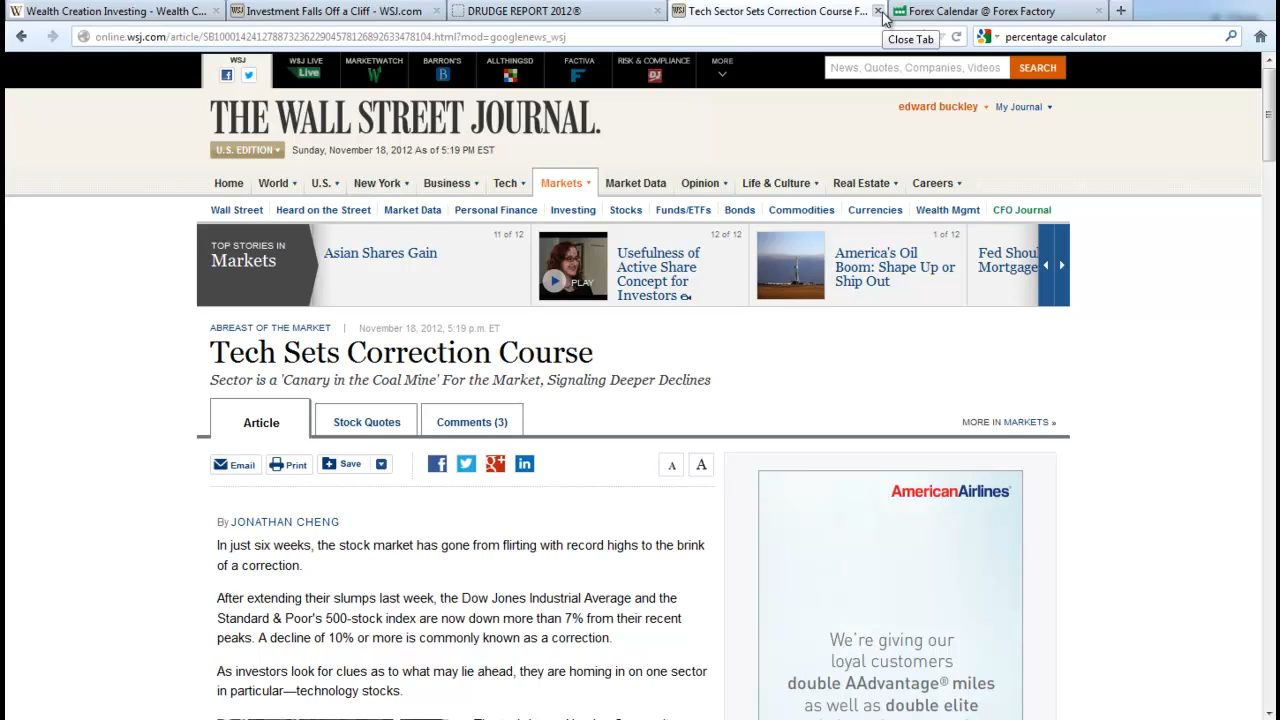 Wealth Creation Investing - Wealth C...
Investment Falls Off a Cliff - WSJ.com
DRUDGE REPORT 2012®
Tech Sector Sets Correction Course F...
Forex Calendar @ Forex Factory
online.wsj.com/article/SB10001424127887323622904578126892633478104.html?mod=googlenews_wsj
Close Tab
percentage calculator
WSJ
WSJ LIVE
Live
MARKETWATCH
BARRON'S
ALLTHINGSD
FACTIVA
RISK & COMPLIANCE
MORE
News, Quotes, Companies, Videos
SEARCH
THE WALL STREET JOURNAL.
edward buckley
My Journal
U.S. EDITION
Sunday, November 18, 2012 As of 5:19 PM EST
Home World U.S. New York Business Tech Markets Market Data Opinion Life & Culture Real Estate Careers
Wall Street Heard on the Street Market Data Personal Finance Investing Stocks Funds/ETFs Bonds Commodities Currencies Wealth Mgmt CFO Journal
TOP STORIES IN
Markets
11 of 12
Asian Shares Gain
12 of 12
PLAY
Usefulness of
Active Share
Concept for
Investors
1 of 12
America's Oil
Boom: Shape Up or
Ship Out
Fed Shou
Mortgage
ABREAST OF THE MARKET | November 18, 2012, 5:19 p.m. ET
Tech Sets Correction Course
Sector is a 'Canary in the Coal Mine' For the Market, Signaling Deeper Declines
Article
Stock Quotes
Comments (3)
MORE IN MARKETS »
Email
Print
Save
A A
By JONATHAN CHENG
In just six weeks, the stock market has gone from flirting with record highs to the brink
of a correction.
After extending their slumps last week, the Dow Jones Industrial Average and the
Standard & Poor's 500-stock index are now down more than 7% from their recent
peaks. A decline of 10% or more is commonly known as a correction.
As investors look for clues as to what may lie ahead, they are homing in on one sector
in particular—technology stocks.
AmericanAirlines
We're giving our
loyal customers
double AAdvantage® miles
as well as double elite